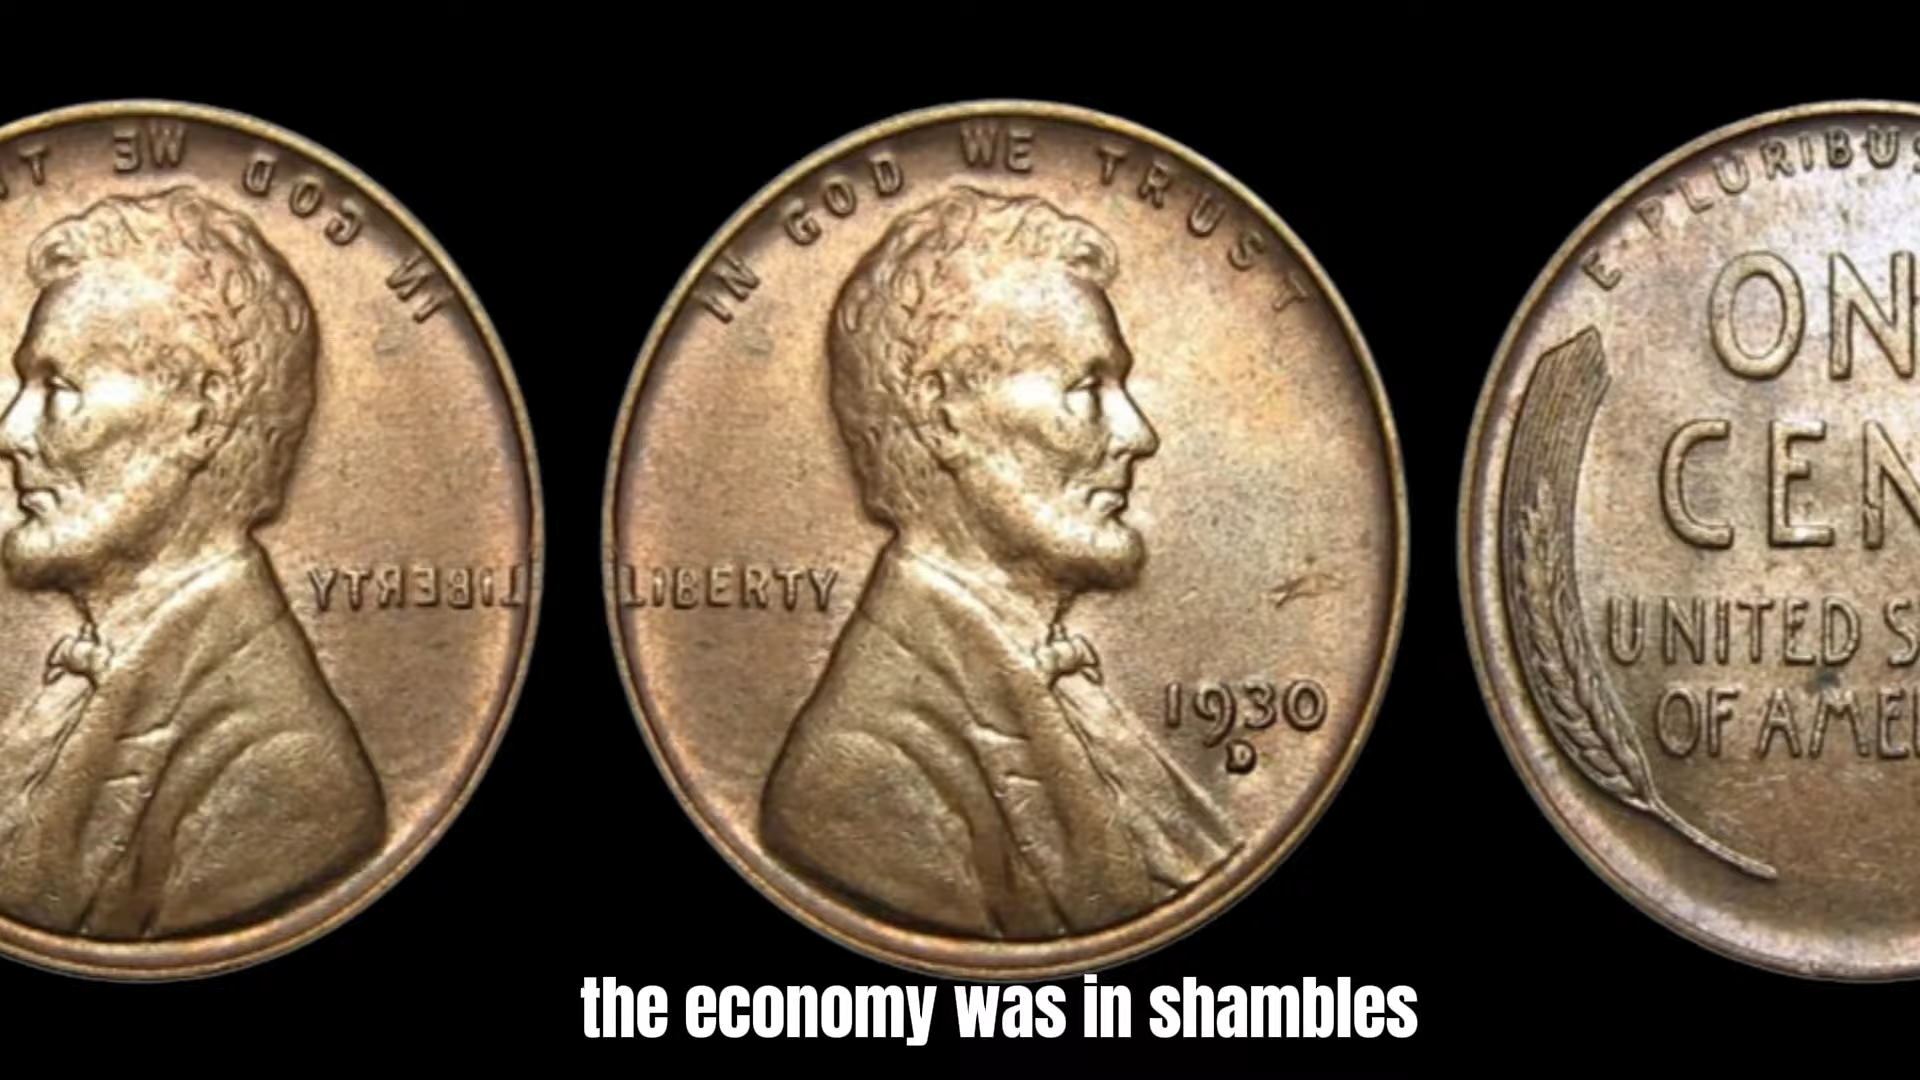 IN GOD WE TRUST
LIBERTY
1930
D
E PLURIBUS
ON
CEN
UNITED S
OF AME
the economy was in shambles